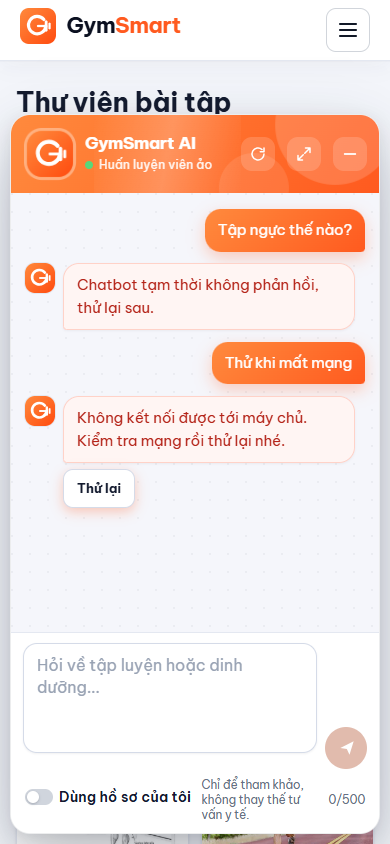 GymSmart
Thư viện bài tập
GymSmart AI
Huấn luyện viên ảo
Tập ngực thế nào?
Chatbot tạm thời không phản hồi,
thử lại sau.
Thử khi mất mạng
Không kết nối được tới máy chủ.
Kiểm tra mạng rồi thử lại nhé.
Thử lại
Hỏi về tập luyện hoặc dinh
dưỡng...
Dùng hồ sơ của tôi
Chỉ để tham khảo,
không thay thế tư
vấn y tế.
0/500